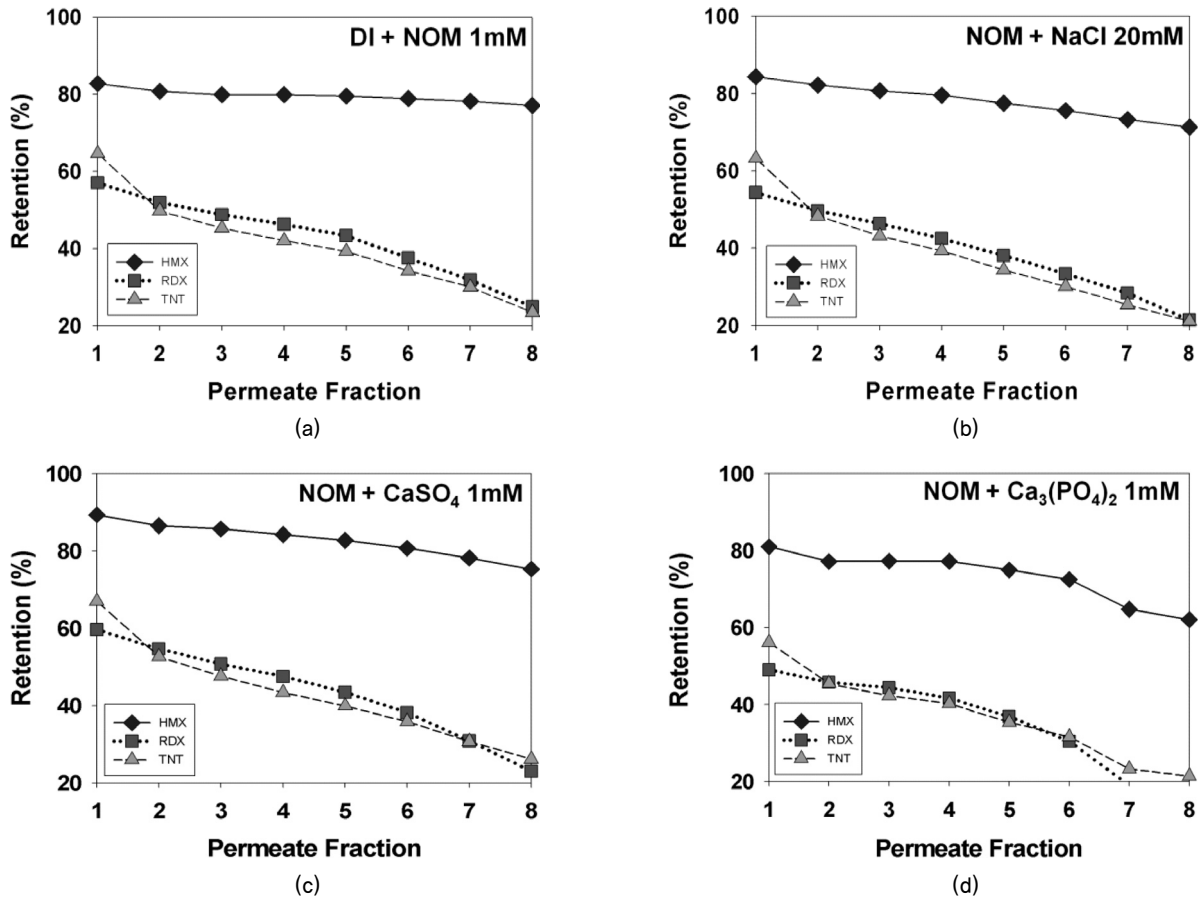 DI + NOM 1mM
Retention (%)
100
80
60
40
20
HMX
RDX
TNT
1 2 3 4 5 6 7 8
Permeate Fraction
(a)
NOM + NaCl 20mM
Retention (%)
100
80
60
40
20
HMX
RDX
TNT
1 2 3 4 5 6 7 8
Permeate Fraction
(b)
NOM + CaSO₄ 1mM
Retention (%)
100
80
60
40
20
HMX
RDX
TNT
1 2 3 4 5 6 7 8
Permeate Fraction
(c)
NOM + Ca₃(PO₄)₂ 1mM
Retention (%)
100
80
60
40
20
HMX
RDX
TNT
1 2 3 4 5 6 7 8
Permeate Fraction
(d)